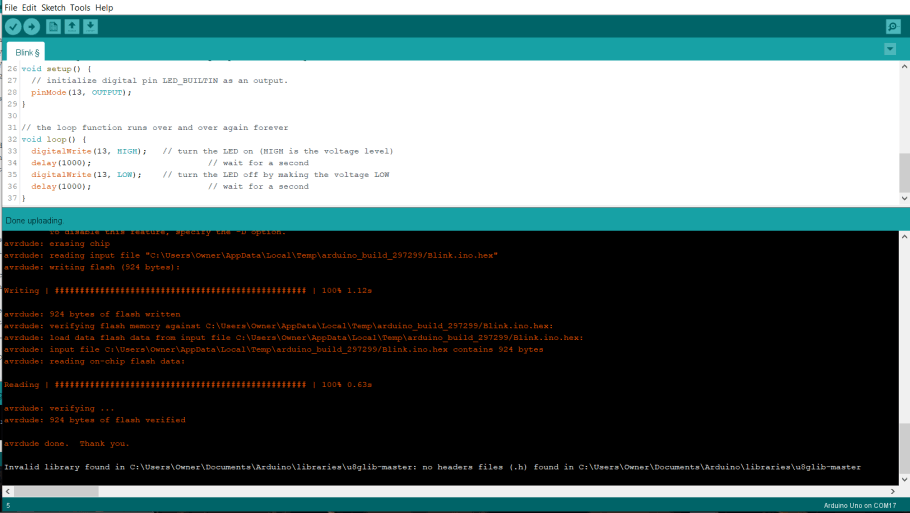 File Edit Sketch Tools Help
Blink §
26 void setup() {
27 // initialize digital pin LED_BUILTIN as an output.
28 pinMode(13, OUTPUT);
29 }
30
31 // the loop function runs over and over again forever
32 void loop() {
33 digitalWrite(13, HIGH); // turn the LED on (HIGH is the voltage level)
34 delay(1000); // wait for a second
35 digitalWrite(13, LOW); // turn the LED off by making the voltage LOW
36 delay(1000); // wait for a second
37 }
Done uploading.
To disable this feature, specify the -D option.
avrdude: erasing chip
avrdude: reading input file "C:\Users\Owner\AppData\Local\Temp\arduino_build_297299/Blink.ino.hex"
avrdude: writing flash (924 bytes):
Writing | ################################################## | 100% 1.12s
avrdude: 924 bytes of flash written
avrdude: verifying flash memory against C:\Users\Owner\AppData\Local\Temp\arduino_build_297299/Blink.ino.hex:
avrdude: load data flash data from input file C:\Users\Owner\AppData\Local\Temp\arduino_build_297299/Blink.ino.hex:
avrdude: input file C:\Users\Owner\AppData\Local\Temp\arduino_build_297299/Blink.ino.hex contains 924 bytes
avrdude: reading on-chip flash data:
Reading | ################################################## | 100% 0.63s
avrdude: verifying ...
avrdude: 924 bytes of flash verified
avrdude done.  Thank you.
Invalid library found in C:\Users\Owner\Documents\Arduino\libraries\u8glib-master: no headers files (.h) found in C:\Users\Owner\Documents\Arduino\libraries\u8glib-master
5
Arduino Uno on COM17